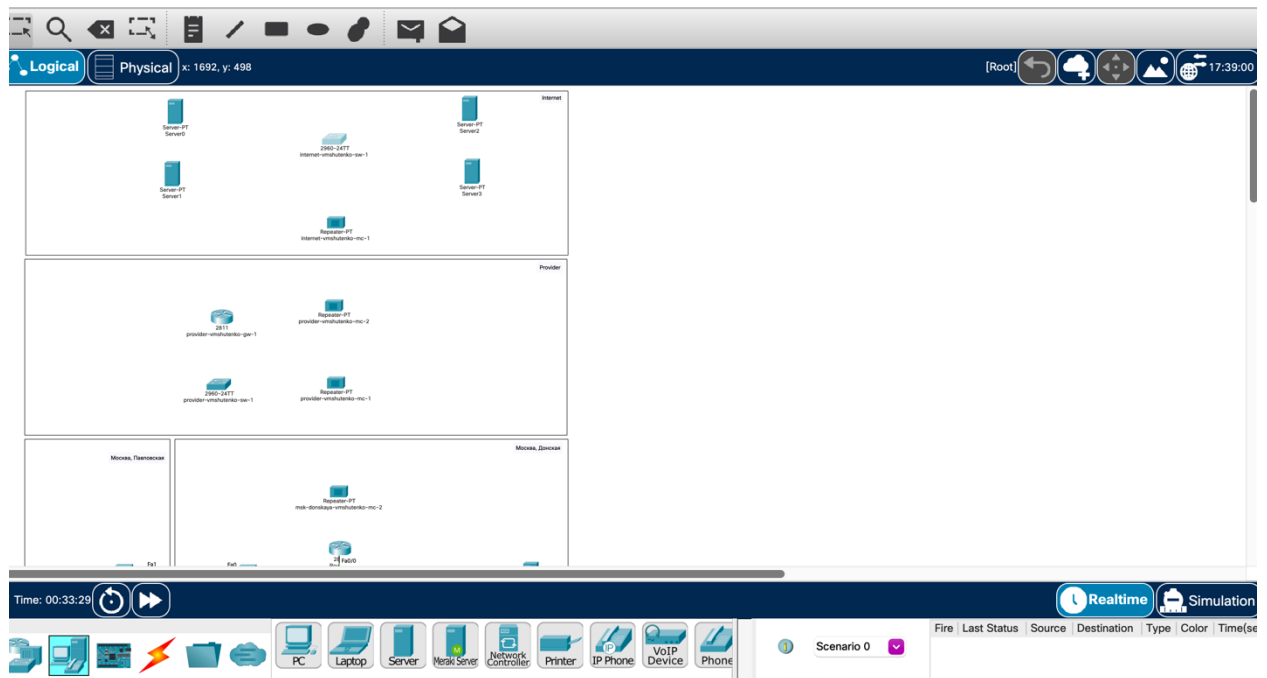 Logical
Physical
x: 1692, y: 498
[Root]
17:39:00
Internet
Server-PT
Server0
Server-PT
Server2
2960-24TT
internet-vmshutenko-sw-1
Server-PT
Server1
Server-PT
Server3
Repeater-PT
internet-vmshutenko-mc-1
Provider
2811
provider-vmshutenko-gw-1
Repeater-PT
provider-vmshutenko-mc-2
2960-24TT
provider-vmshutenko-sw-1
Repeater-PT
provider-vmshutenko-mc-1
Москва, Павловская
Москва, Донская
Repeater-PT
msk-donskaya-vmshutenko-mc-2
Fa0/0
Fa1
Time: 00:33:29
Realtime
Simulation
PC
Laptop
Server
Meraki Server
Network
Controller
Printer
IP Phone
VoIP
Device
Phone
Scenario 0
Fire Last Status Source Destination Type Color Time(se